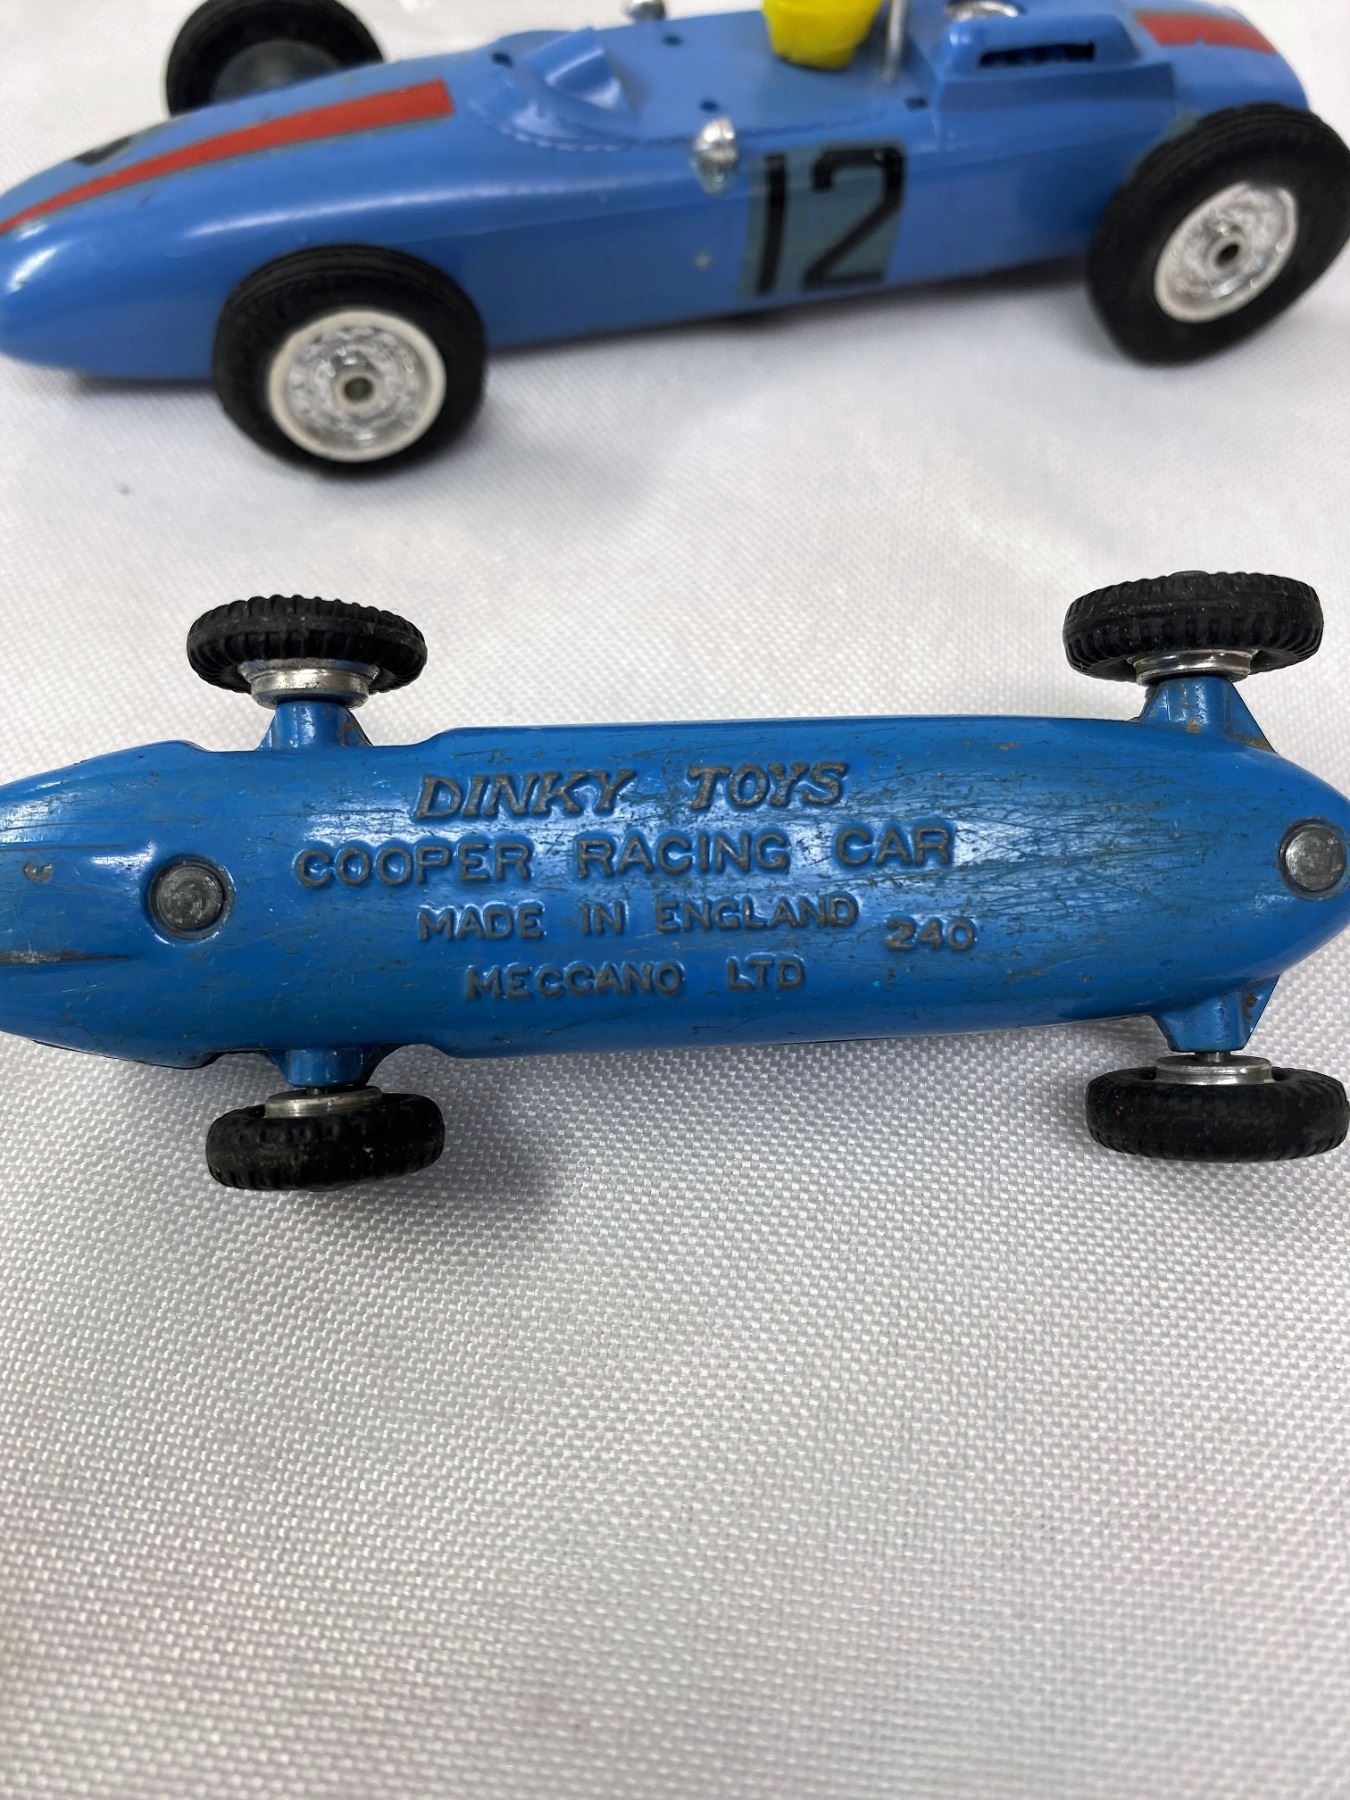 12
DINKY TOYS
COOPER RACING CAR
MADE IN ENGLAND 240
MECCANO LTD